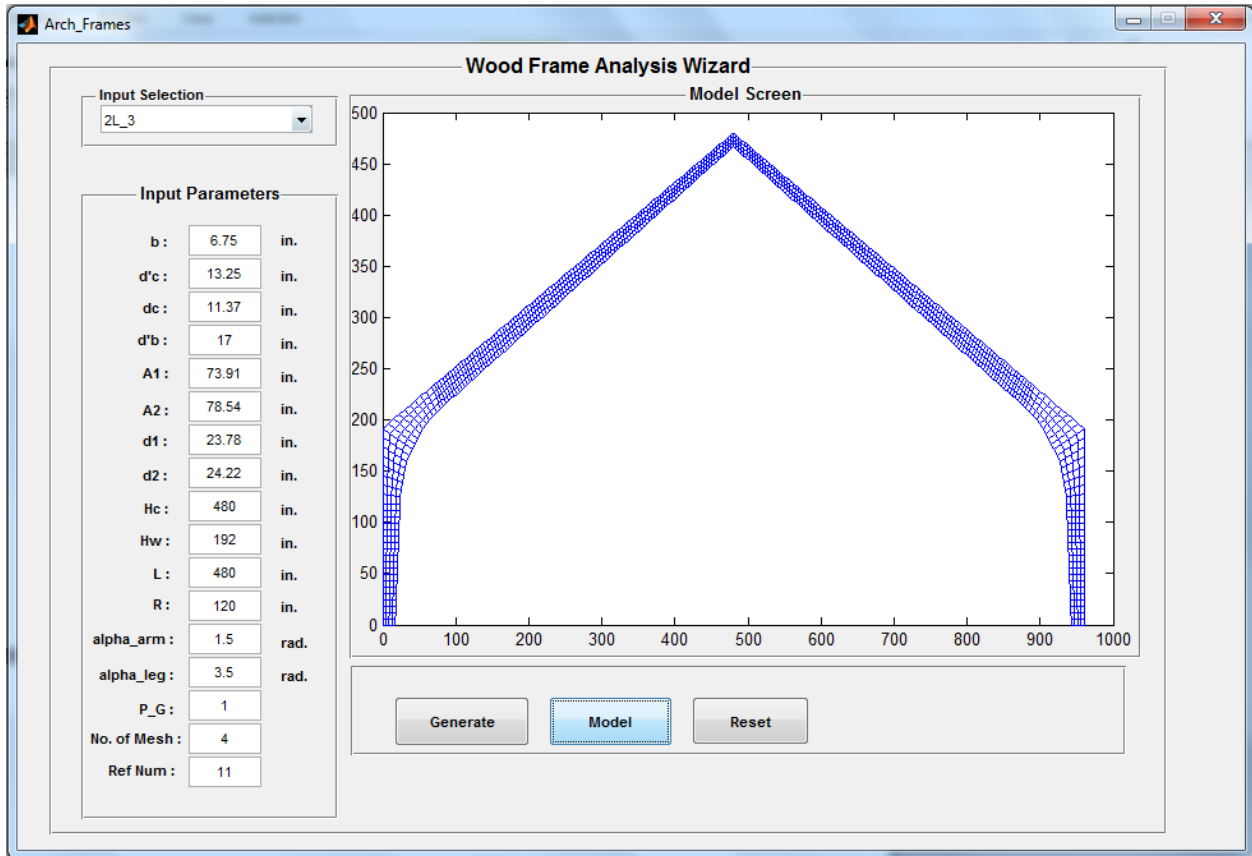 Arch_Frames
Wood Frame Analysis Wizard
Input Selection
2L_3
Input Parameters
b : 6.75 in.
d'c : 13.25 in.
dc : 11.37 in.
d'b : 17 in.
A1 : 73.91 in.
A2 : 78.54 in.
d1 : 23.78 in.
d2 : 24.22 in.
Hc : 480 in.
Hw : 192 in.
L : 480 in.
R : 120 in.
alpha_arm : 1.5 rad.
alpha_leg : 3.5 rad.
P_G : 1
No. of Mesh : 4
Ref Num : 11
Model Screen
500
450
400
350
300
250
200
150
100
50
0
0 100 200 300 400 500 600 700 800 900 1000
Generate Model Reset